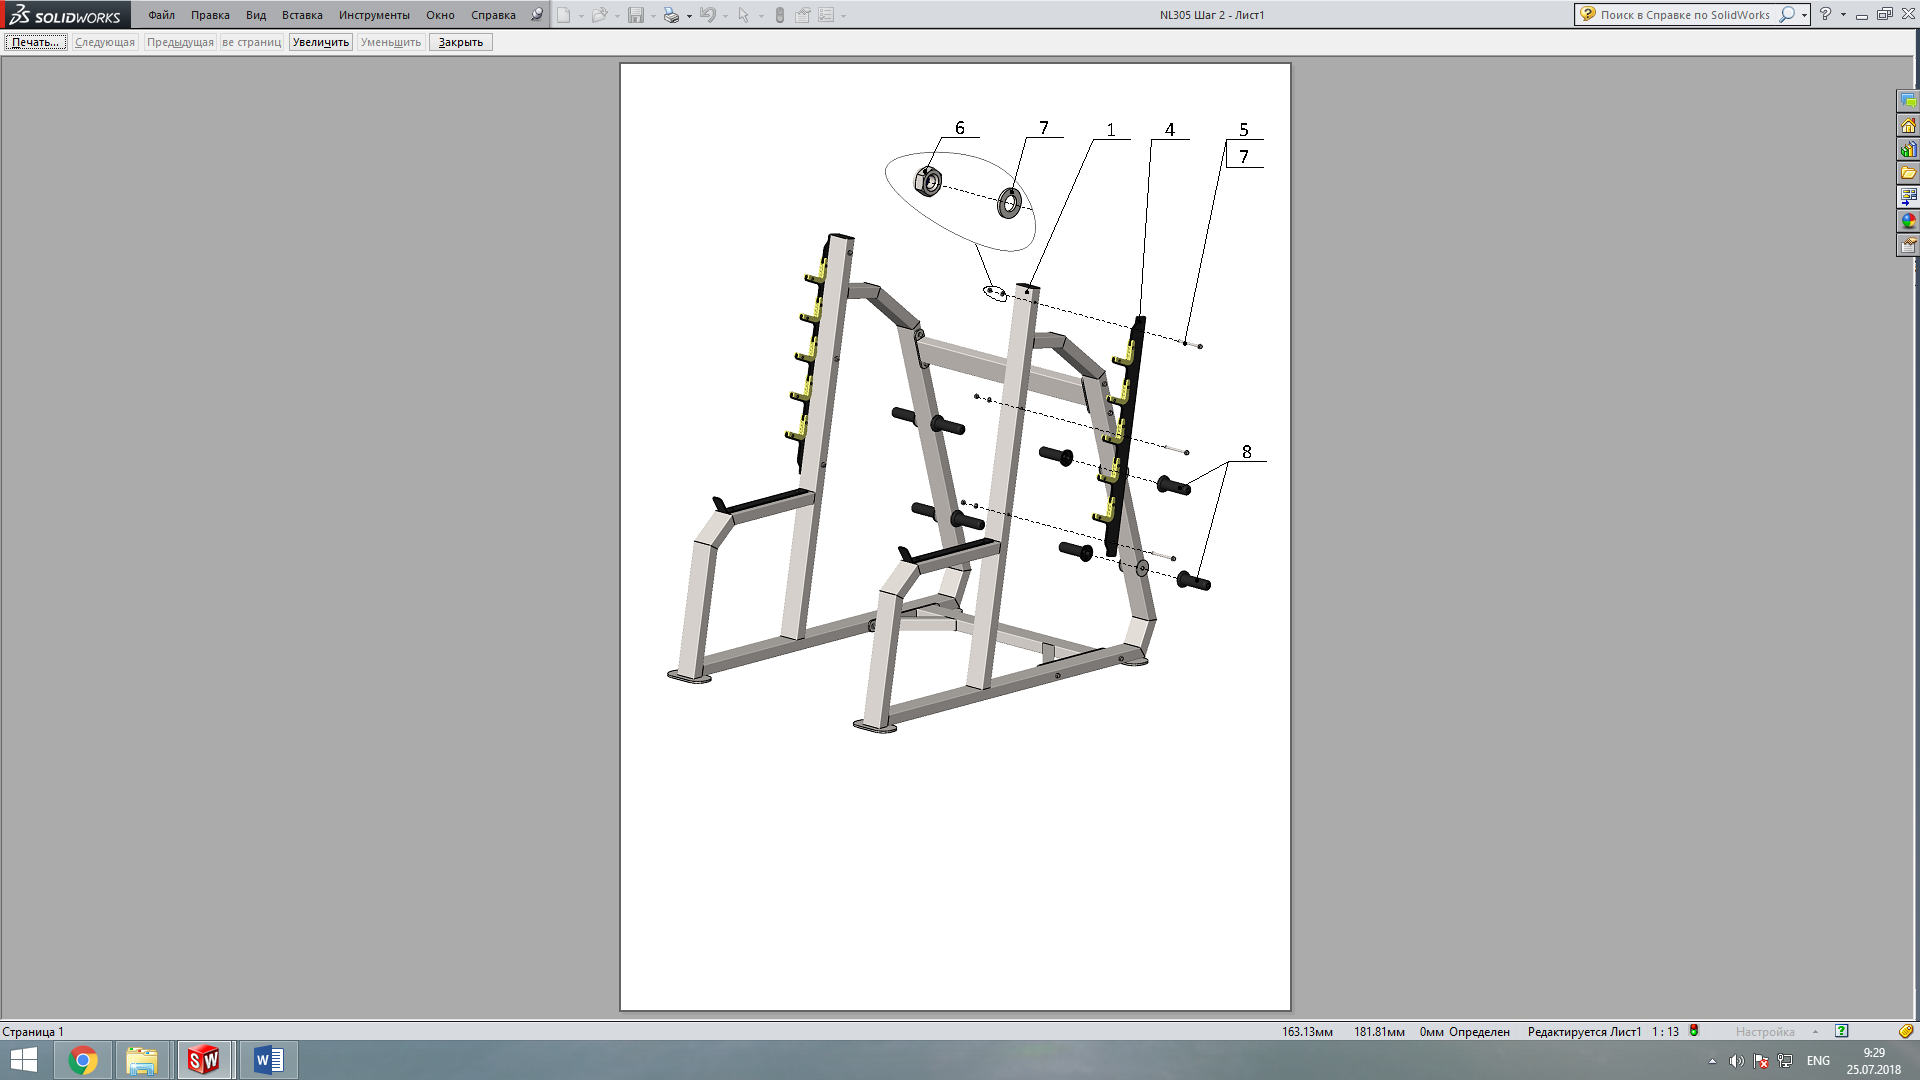 SOLIDWORKS Файл Правка Вид Вставка Инструменты Окно Справка NL305 Шаг 2 - Лист1 Поиск в Справке по SolidWorks
Печать... Следующая Предыдущая ве страниц Увеличить Уменьшить Закрыть
6 7 1 4 5
7
8
Страница 1 163.13мм 181.81мм 0мм Определен Редактируется Лист1 1 : 13 Настройка
ENG 9:29
25.07.2018